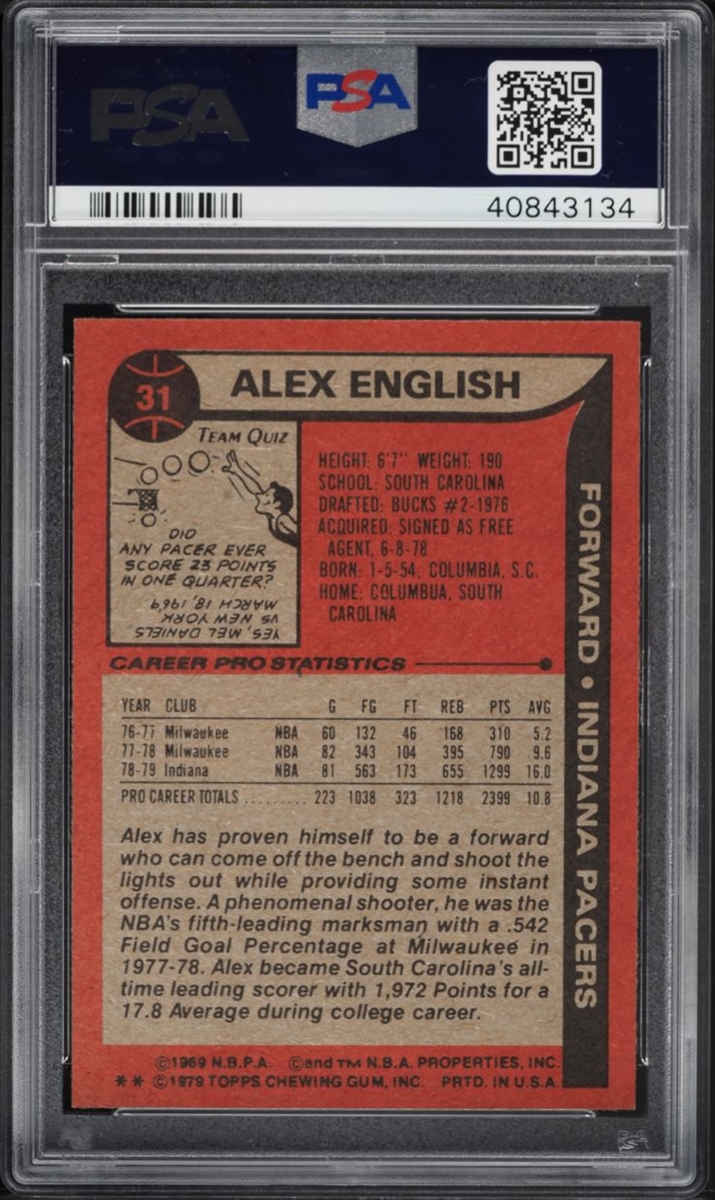 PSA
PSA
40843134
31
ALEX ENGLISH
TEAM QUIZ
DID
ANY PACER EVER
SCORE 23 POINTS
IN ONE QUARTER?
YES, MEL DANIELS
VS NEW YORK
MARCH 18, 1969.
HEIGHT: 6'7" WEIGHT: 190
SCHOOL: SOUTH CAROLINA
DRAFTED: BUCKS #2-1976
ACQUIRED: SIGNED AS FREE
AGENT, 6-8-78
BORN: 1-5-54, COLUMBIA, S.C.
HOME: COLUMBUA, SOUTH
CAROLINA
FORWARD • INDIANA PACERS
CAREER PRO STATISTICS
YEAR CLUB G FG FT REB PTS AVG
76-77 Milwaukee NBA 60 132 46 168 310 5.2
77-78 Milwaukee NBA 82 343 104 395 790 9.6
78-79 Indiana NBA 81 563 173 655 1299 16.0
PRO CAREER TOTALS ......... 223 1038 323 1218 2399 10.8
Alex has proven himself to be a forward
who can come off the bench and shoot the
lights out while providing some instant
offense. A phenomenal shooter, he was the
NBA's fifth-leading marksman with a .542
Field Goal Percentage at Milwaukee in
1977-78. Alex became South Carolina's all-
time leading scorer with 1,972 Points for a
17.8 Average during college career.
©1969 N.B.P.A. ©and TM N.B.A. PROPERTIES, INC.
** ©1979 TOPPS CHEWING GUM, INC. PRTD. IN U.S.A.